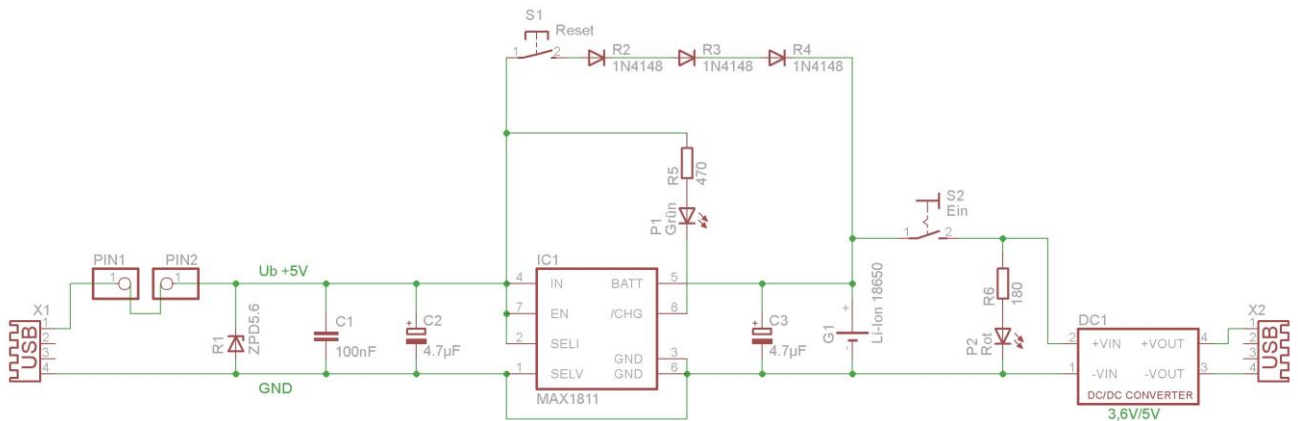 S1
Reset
1 2
R2
1N4148
R3
1N4148
R4
1N4148
R5
470
P1
Grün
S2
Ein
1 2
PIN1
1
PIN2
1
Ub +5V
X1
USB
1
2
3
4
R1
ZPD5.6
C1
100nF
+
C2
4.7µF
GND
IC1
4 IN BATT 5
7 EN /CHG 8
2 SELI
GND 3
1 SELV GND 6
MAX1811
+
C3
4.7µF
G1
+
-
Li-Ion 18650
R6
180
P2
Rot
DC1
2 +VIN +VOUT 4
1 -VIN -VOUT 3
DC/DC CONVERTER
3,6V/5V
X2
USB
1
2
3
4